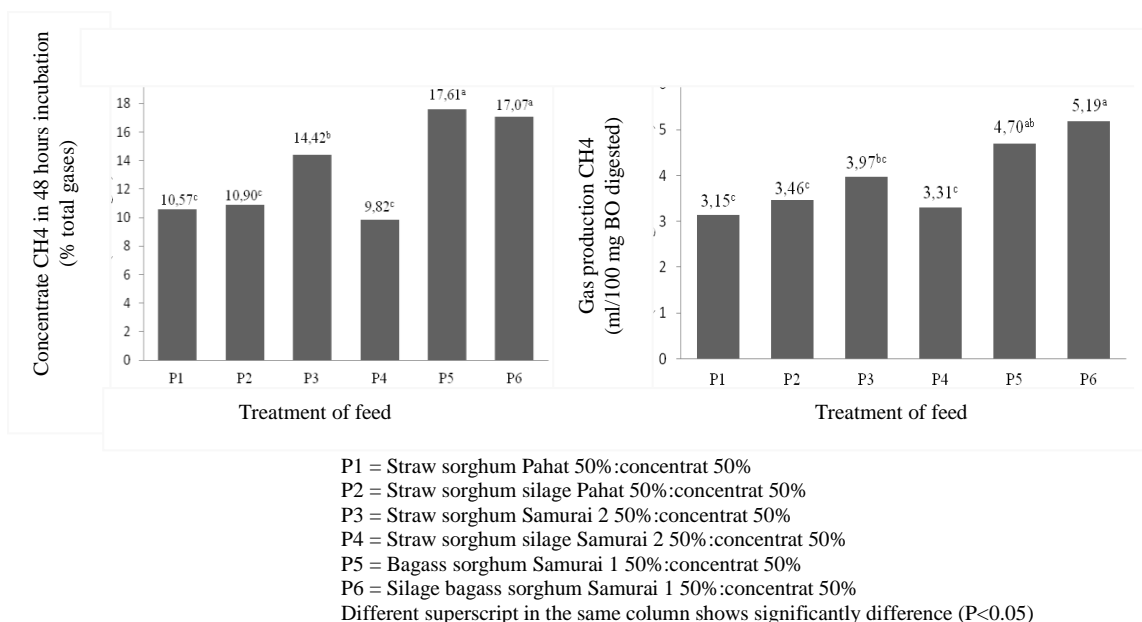 Concentrate CH4 in 48 hours incubation
(% total gases)
18
16
14
12
10
8
6
4
2
0
10,57ᶜ
10,90ᶜ
14,42ᵇ
9,82ᶜ
17,61ᵃ
17,07ᵃ
P1 P2 P3 P4 P5 P6
Treatment of feed
Gas production CH4
(ml/100 mg BO digested)
5
4
3
2
1
0
3,15ᶜ
3,46ᶜ
3,97ᵇᶜ
3,31ᶜ
4,70ᵃᵇ
5,19ᵃ
P1 P2 P3 P4 P5 P6
Treatment of feed
P1 = Straw sorghum Pahat 50%:concentrat 50%
P2 = Straw sorghum silage Pahat 50%:concentrat 50%
P3 = Straw sorghum Samurai 2 50%:concentrat 50%
P4 = Straw sorghum silage Samurai 2 50%:concentrat 50%
P5 = Bagass sorghum Samurai 1 50%:concentrat 50%
P6 = Silage bagass sorghum Samurai 1 50%:concentrat 50%
Different superscript in the same column shows significantly difference (P<0.05)